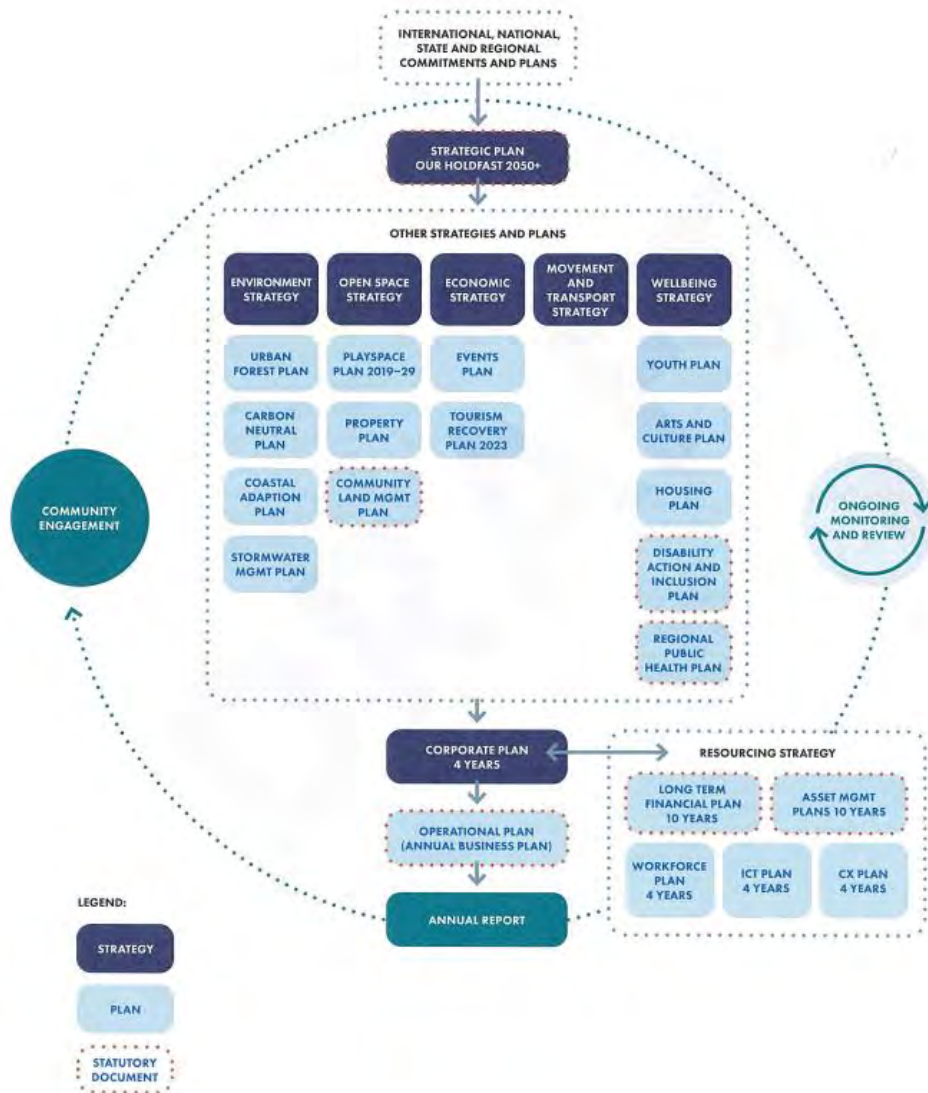 INTERNATIONAL, NATIONAL,
STATE AND REGIONAL
COMMITMENTS AND PLANS
STRATEGIC PLAN
OUR HOLDFAST 2050+
OTHER STRATEGIES AND PLANS
ENVIRONMENT
STRATEGY
OPEN SPACE
STRATEGY
ECONOMIC
STRATEGY
MOVEMENT
AND
TRANSPORT
STRATEGY
WELLBEING
STRATEGY
URBAN
FOREST PLAN
PLAYSPACE
PLAN 2019–29
EVENTS
PLAN
YOUTH PLAN
CARBON
NEUTRAL
PLAN
PROPERTY
PLAN
TOURISM
RECOVERY
PLAN 2023
ARTS AND
CULTURE PLAN
COASTAL
ADAPTION
PLAN
COMMUNITY
LAND MGMT
PLAN
HOUSING
PLAN
STORMWATER
MGMT PLAN
DISABILITY
ACTION AND
INCLUSION
PLAN
REGIONAL
PUBLIC
HEALTH PLAN
COMMUNITY
ENGAGEMENT
ONGOING
MONITORING
AND REVIEW
CORPORATE PLAN
4 YEARS
RESOURCING STRATEGY
LONG TERM
FINANCIAL PLAN
10 YEARS
ASSET MGMT
PLANS 10 YEARS
OPERATIONAL PLAN
(ANNUAL BUSINESS PLAN)
WORKFORCE
PLAN
4 YEARS
ICT PLAN
4 YEARS
CX PLAN
4 YEARS
ANNUAL REPORT
LEGEND:
STRATEGY
PLAN
STATUTORY
DOCUMENT